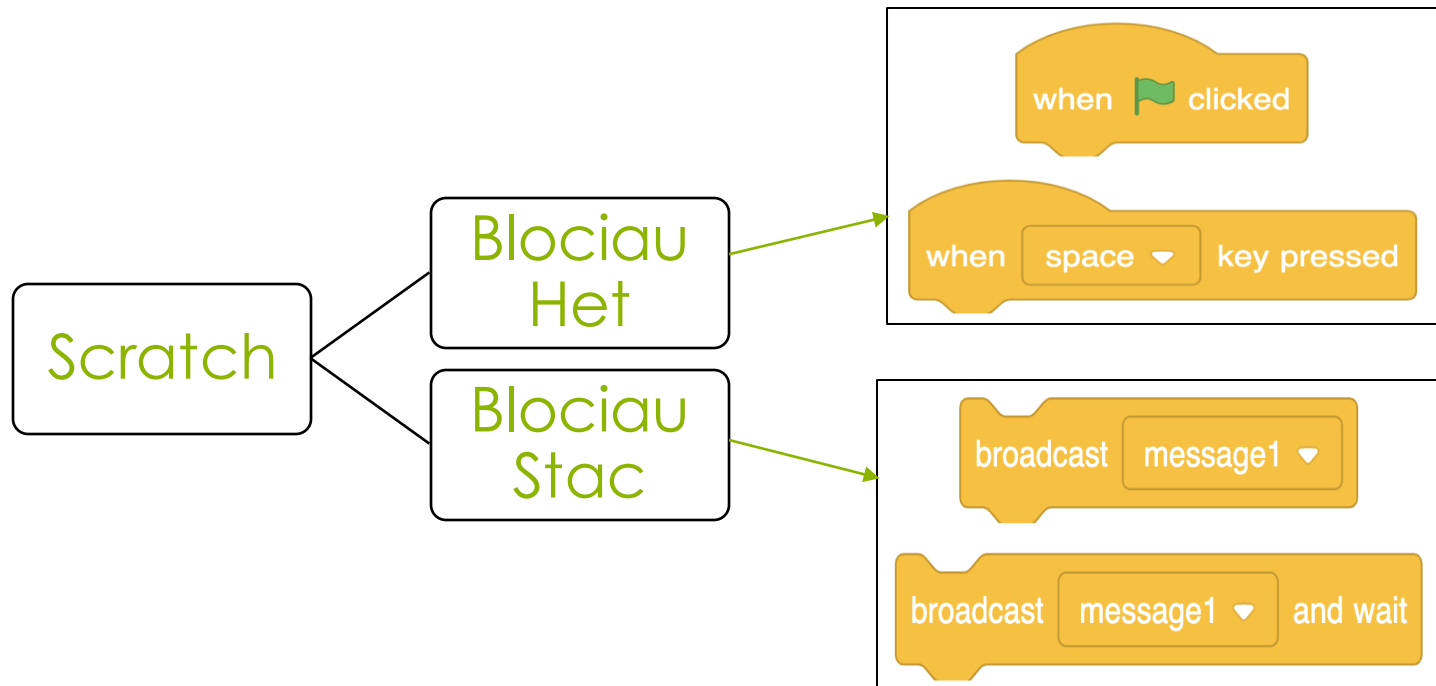 Scratch
Blociau
Het
Blociau
Stac
when clicked
when space key pressed
broadcast message1
broadcast message1 and wait